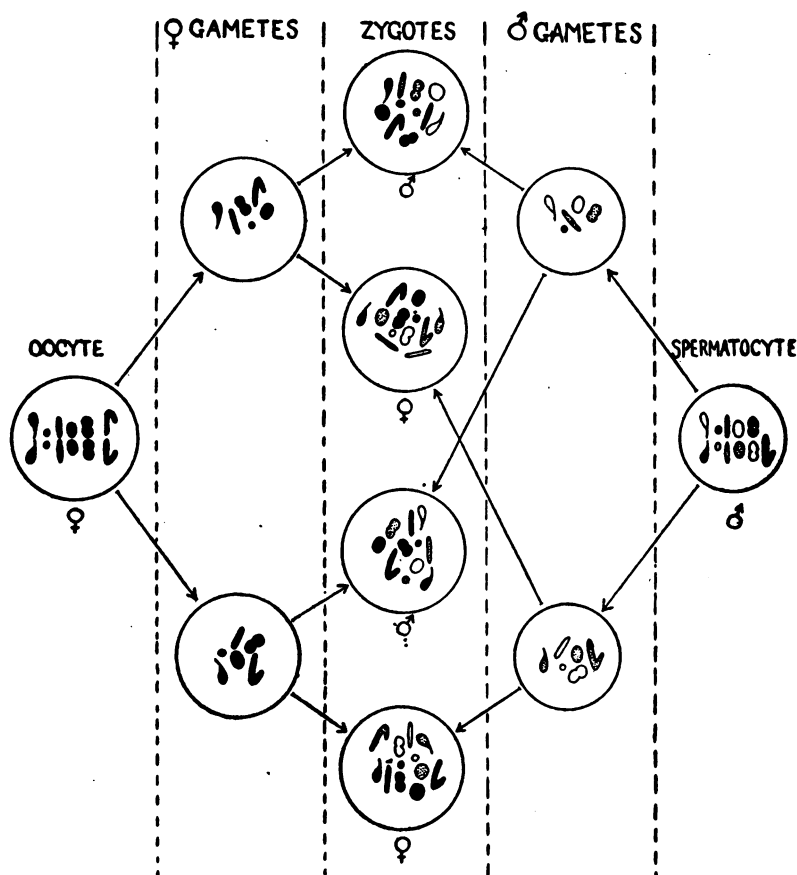 ♀ GAMETES
ZYGOTES
♂ GAMETES
♂
OOCYTE
SPERMATOCYTE
♀
♀
♂
♂
♀